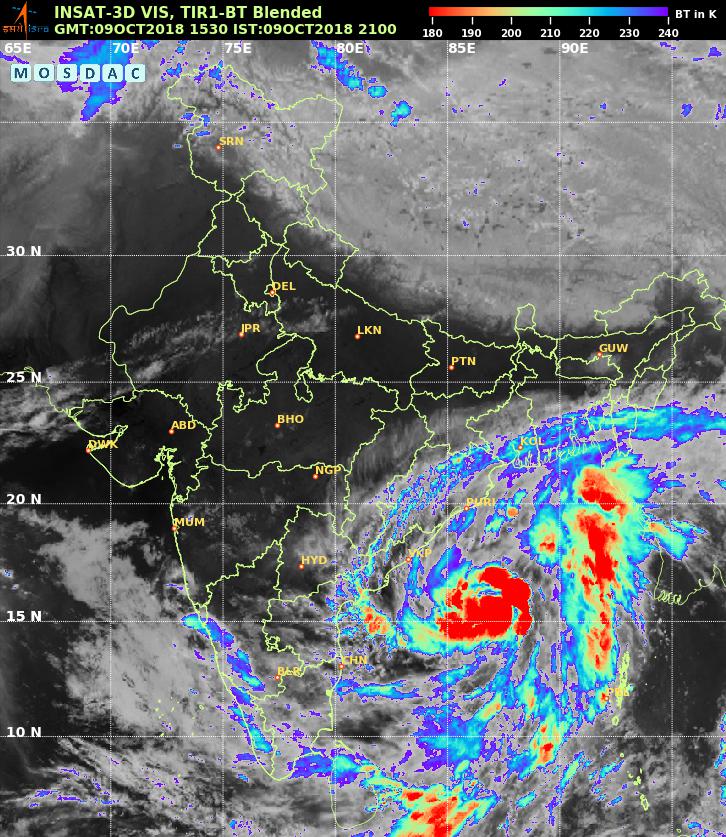 INSAT-3D VIS, TIR1-BT Blended
GMT:09OCT2018 1530 IST:09OCT2018 2100
BT in K
180 190 200 210 220 230 240
65E 70E 75E 80E 85E 90E
MOSDAC
SRN
30 N
DEL
JPR LKN
GUW
PTN
25 N
BHO
ABD
KOL
DWK
NGP
20 N
PURI
MUM
VKP
HYD
15 N
CHN
BLR
PBL
10 N